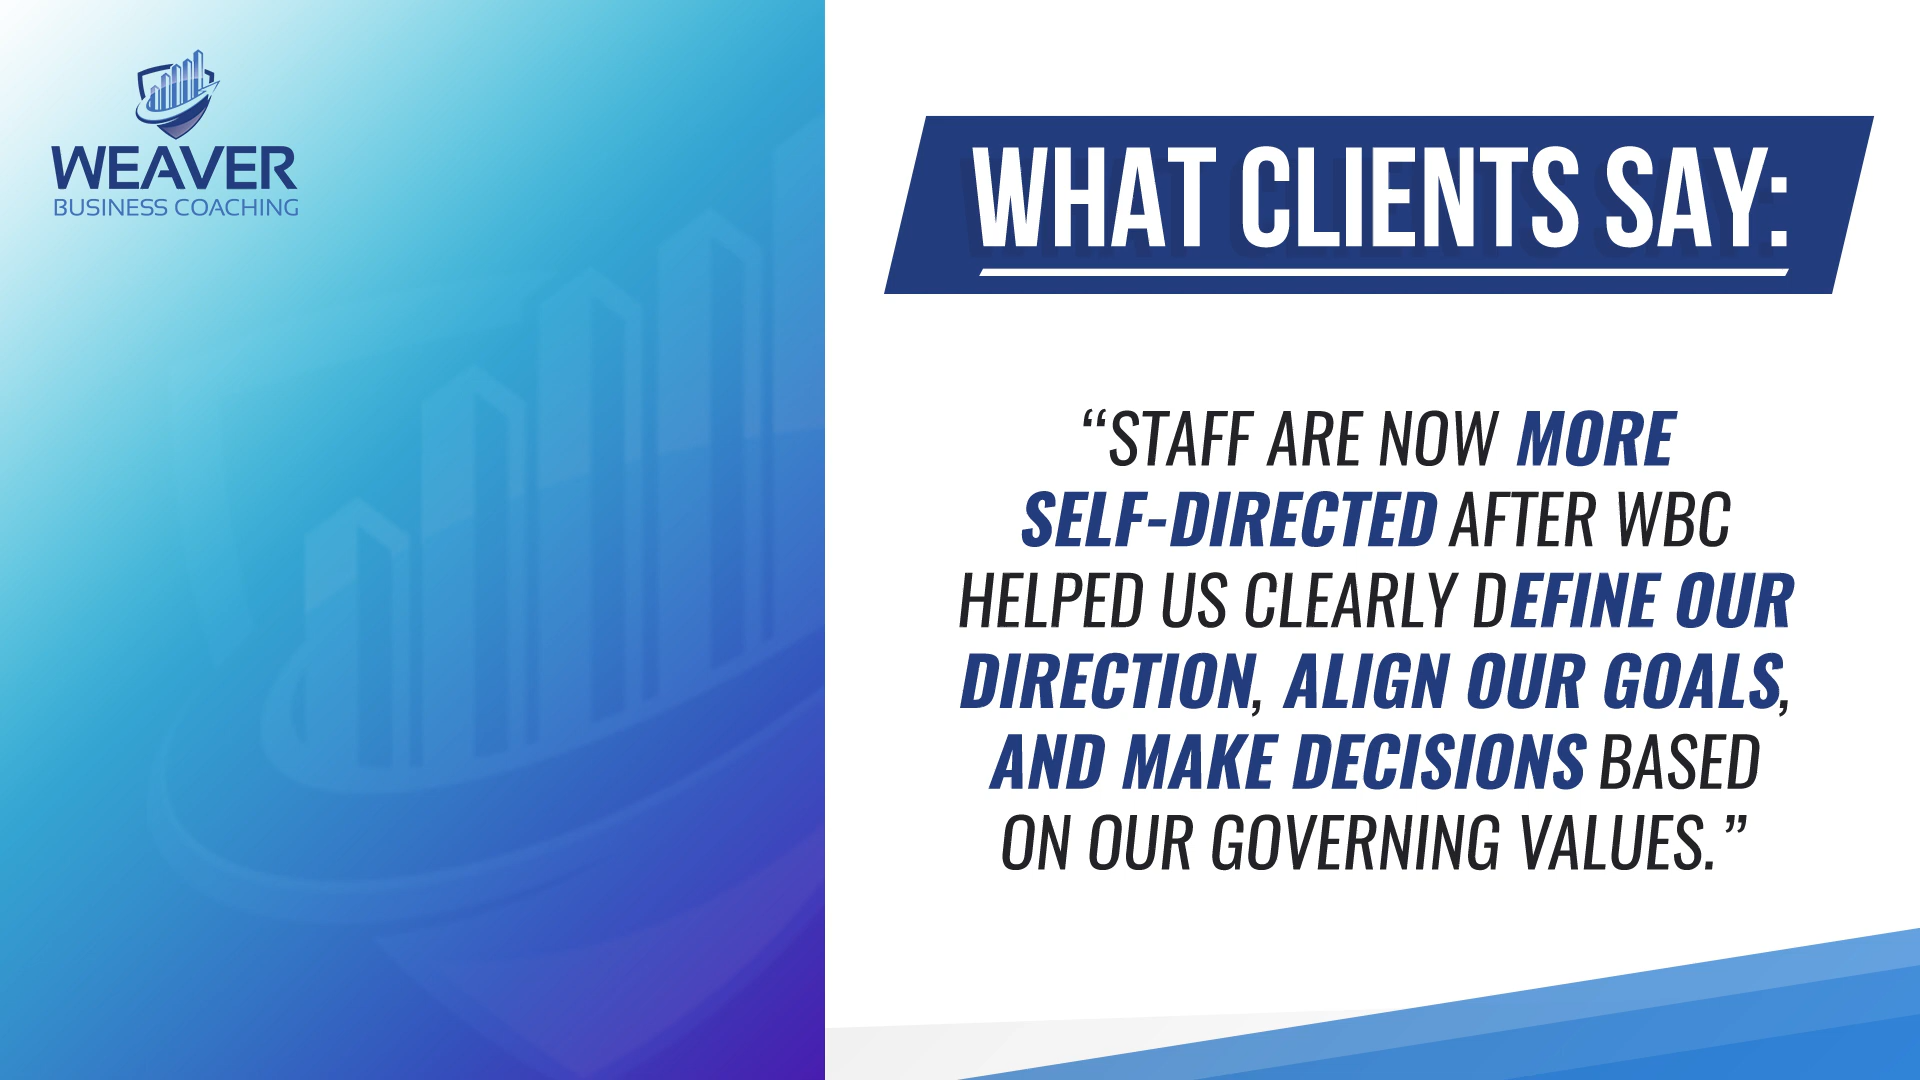 WEAVER
BUSINESS COACHING
WHAT CLIENTS SAY:
“STAFF ARE NOW MORE
SELF-DIRECTED AFTER WBC
HELPED US CLEARLY DEFINE OUR
DIRECTION, ALIGN OUR GOALS,
AND MAKE DECISIONS BASED
ON OUR GOVERNING VALUES.”